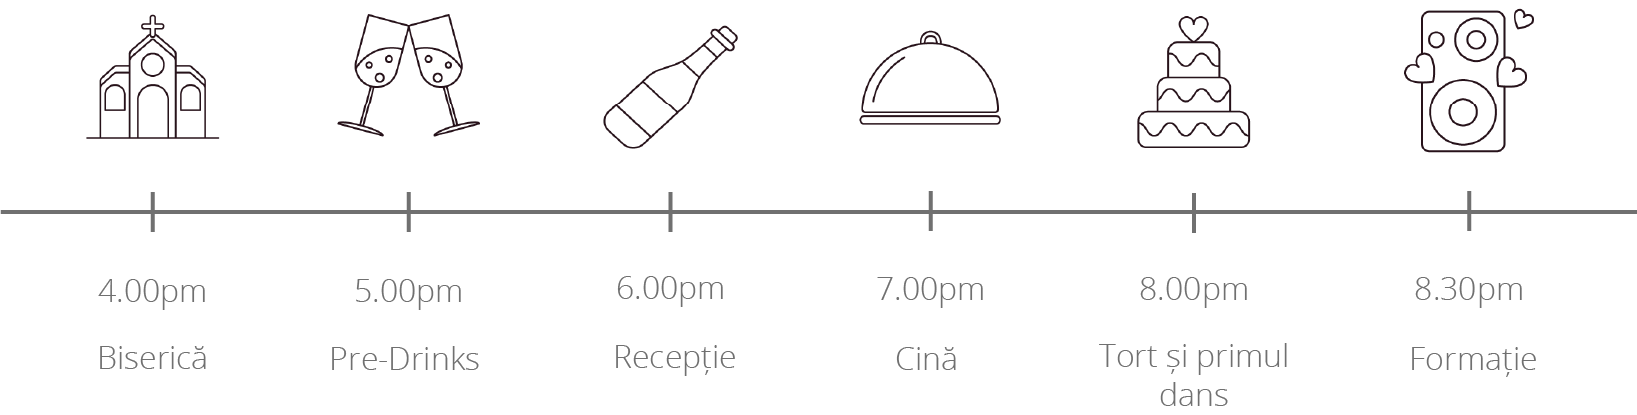 4.00pm
5.00pm
6.00pm
7.00pm
8.00pm
8.30pm
Biserică
Pre-Drinks
Recepție
Cină
Tort și primul
dans
Formație